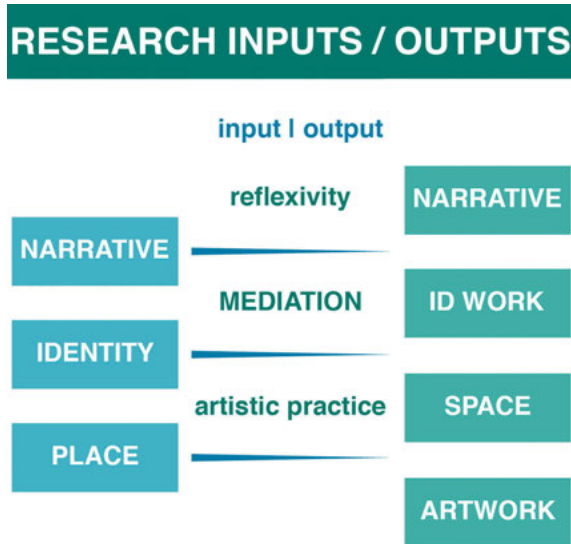 RESEARCH INPUTS / OUTPUTS
input | output
reflexivity
NARRATIVE
NARRATIVE
MEDIATION
ID WORK
IDENTITY
artistic practice
SPACE
PLACE
ARTWORK